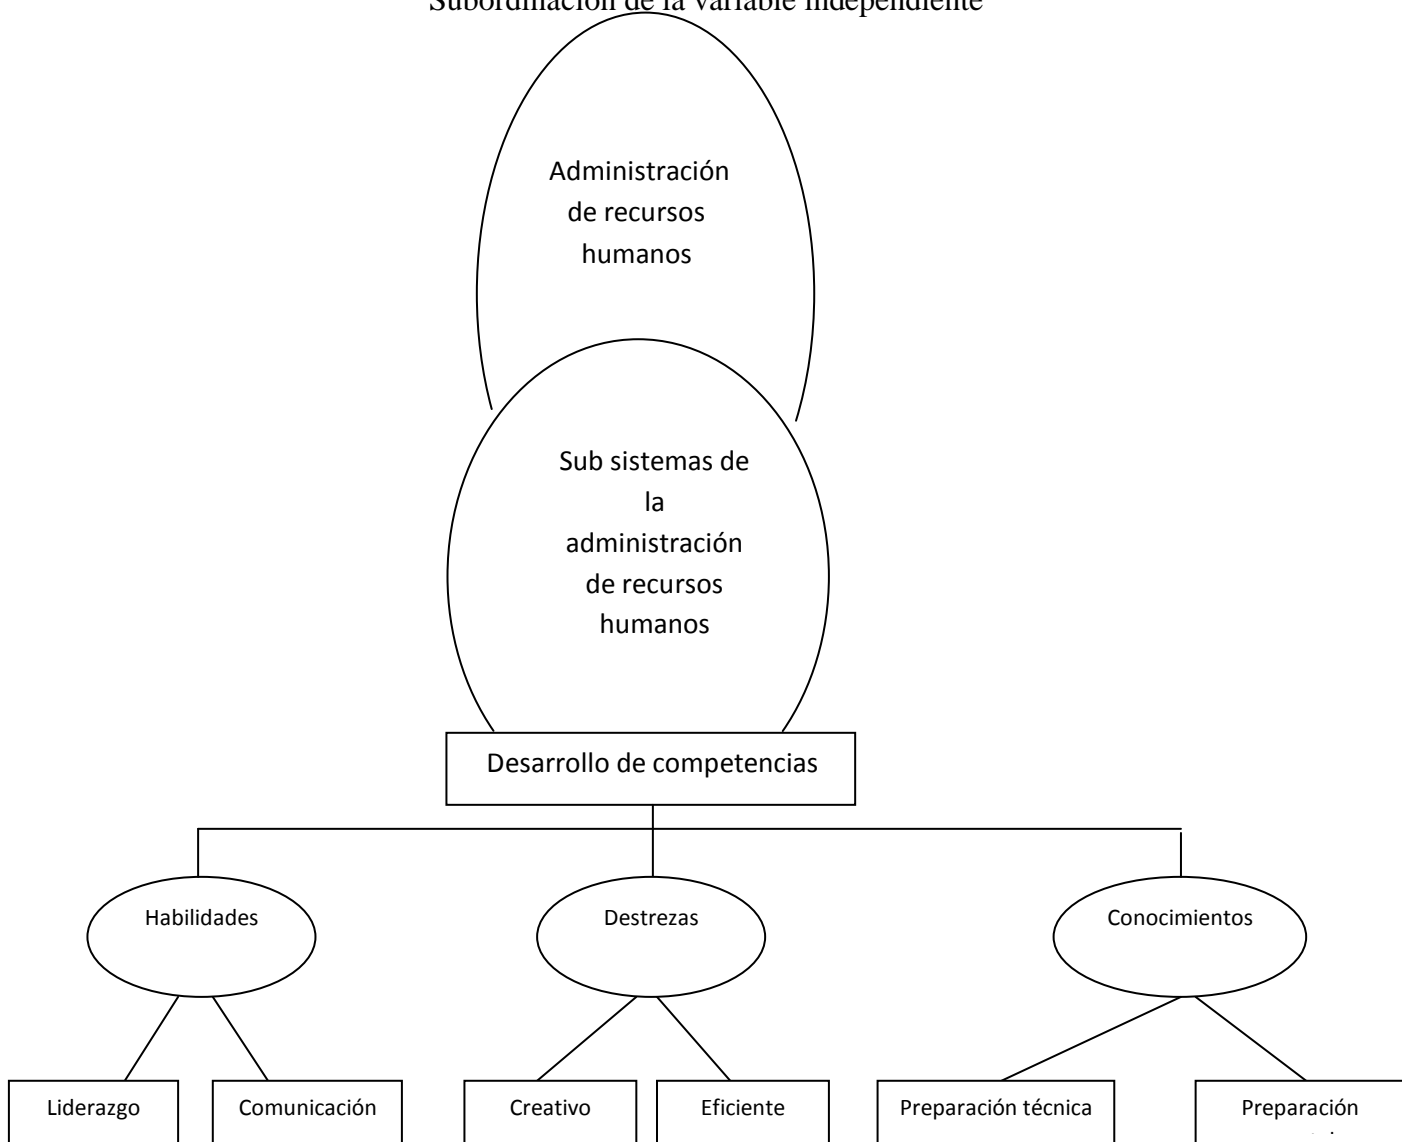 Subordinación de la variable independiente
Administración
de recursos
humanos
Sub sistemas de
la
administración
de recursos
humanos
Desarrollo de competencias
Habilidades
Destrezas
Conocimientos
Liderazgo
Comunicación
Creativo
Eficiente
Preparación técnica
Preparación